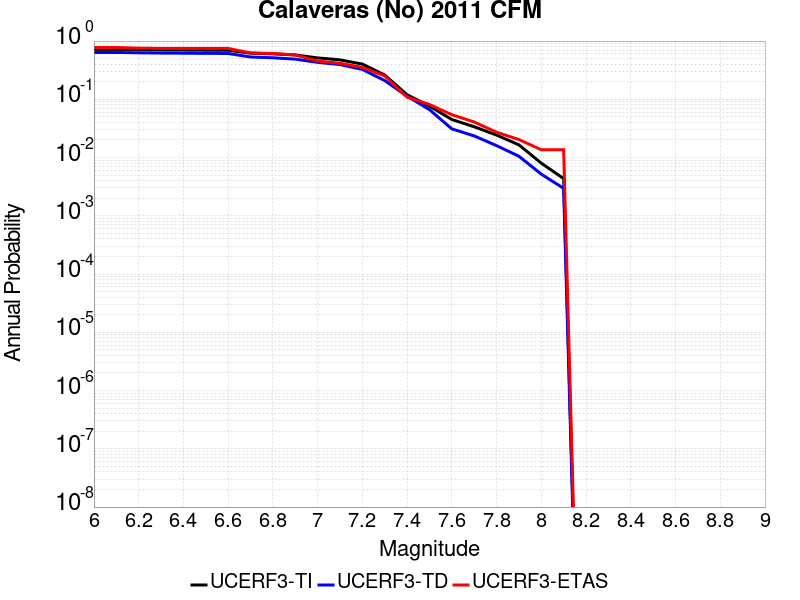 Calaveras (No) 2011 CFM
Annual Probability
10^0
10^-1
10^-2
10^-3
10^-4
10^-5
10^-6
10^-7
10^-8
6 6.2 6.4 6.6 6.8 7 7.2 7.4 7.6 7.8 8 8.2 8.4 8.6 8.8 9
Magnitude
UCERF3-TI UCERF3-TD UCERF3-ETAS